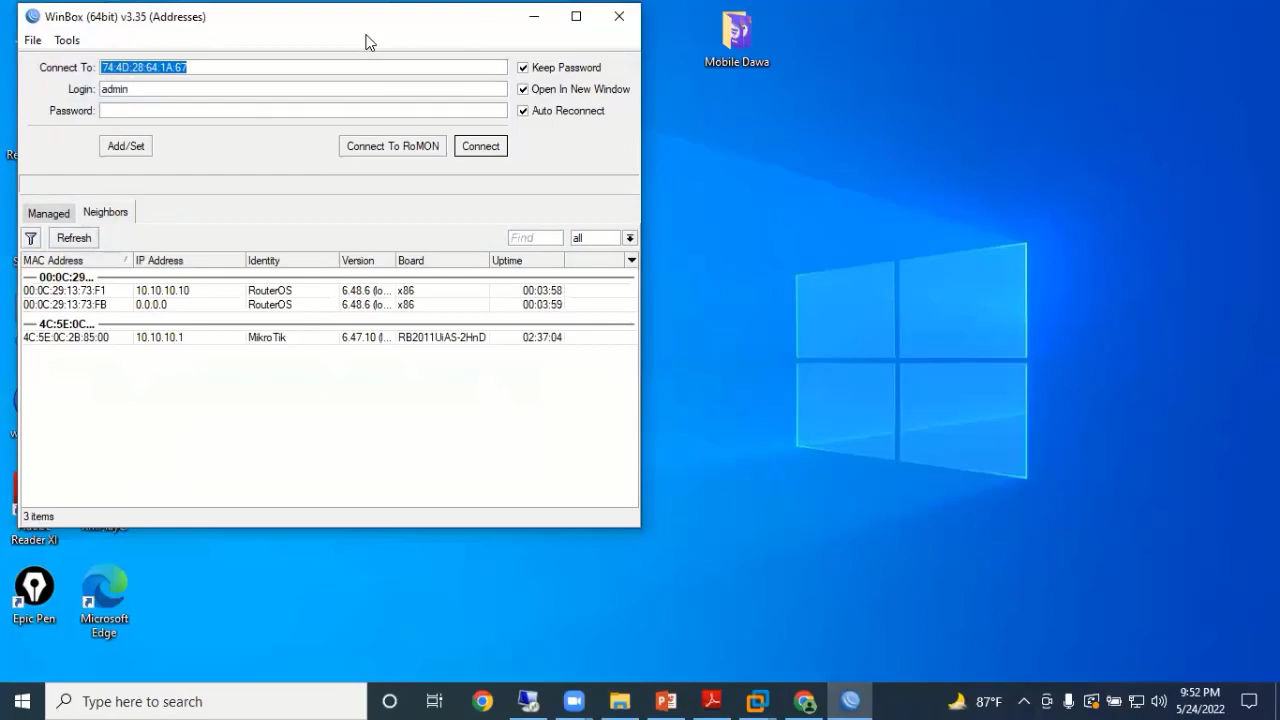 WinBox (64bit) v3.35 (Addresses)
File Tools
Connect To: 74:4D:28:64:1A:67 Keep Password
Login: admin Open In New Window
Password: Auto Reconnect
Add/Set Connect To RoMON Connect
Managed Neighbors
Refresh Find all
MAC Address / IP Address Identity Version Board Uptime
00:0C:29...
00:0C:29:13:73:F1 10.10.10.10 RouterOS 6.48.6 (lo... x86 00:03:58
00:0C:29:13:73:FB 0.0.0.0 RouterOS 6.48.6 (lo... x86 00:03:59
4C:5E:0C...
4C:5E:0C:2B:85:00 10.10.10.1 MikroTik 6.47.10 (l... RB2011UiAS-2HnD 02:37:04
3 items
Mobile Dawa
Reader XI
Epic Pen
Microsoft
Edge
Type here to search
87°F
9:52 PM
5/24/2022